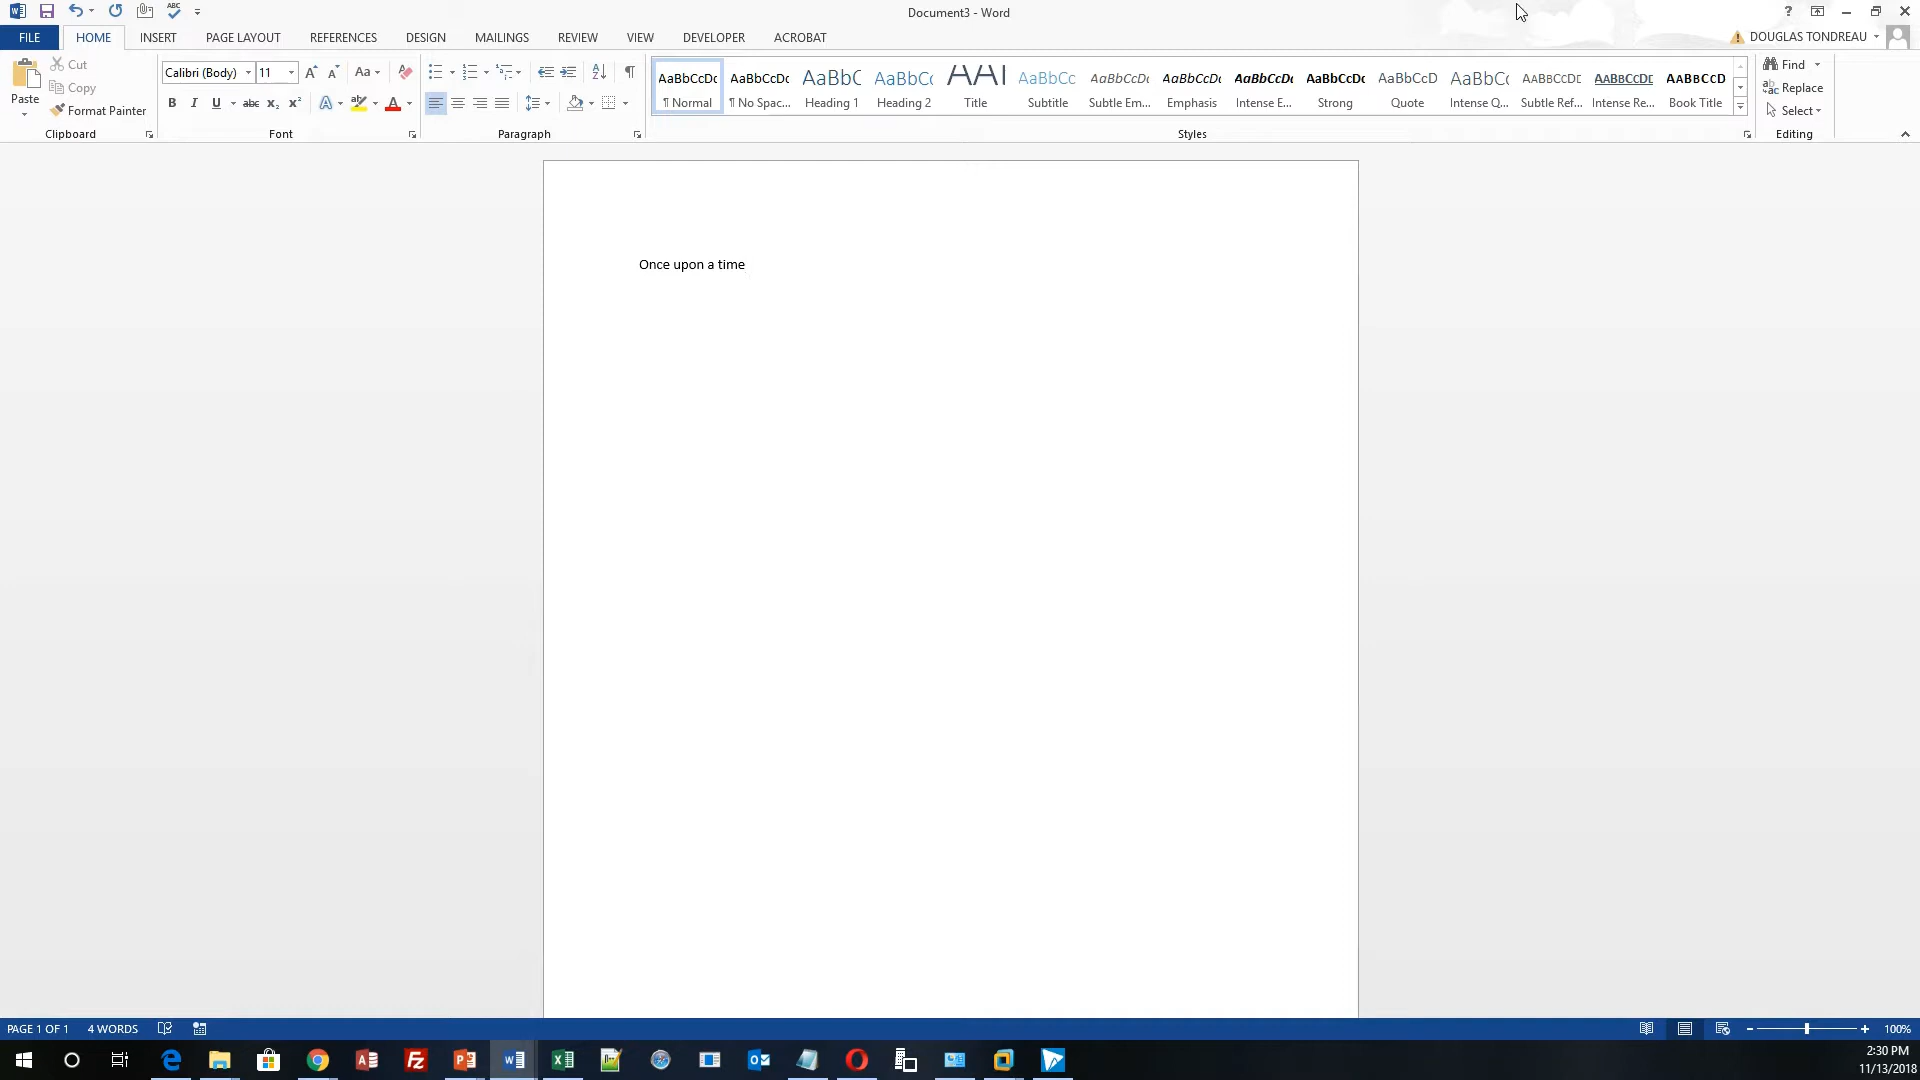 Document3 - Word
FILE HOME INSERT PAGE LAYOUT REFERENCES DESIGN MAILINGS REVIEW VIEW DEVELOPER ACROBAT
DOUGLAS TONDREAU
Paste
Cut
Copy
Format Painter
Clipboard
Calibri (Body) 11
Font
Paragraph
AaBbCcDc AaBbCcDc AaBbC AaBbCc AAI AaBbCc AaBbCcDc AaBbCcDc AaBbCcDc AaBbCcDc AaBbCcD AaBbCc AABBCCDE AABBCCDE AABBCCD
¶ Normal ¶ No Spac... Heading 1 Heading 2 Title Subtitle Subtle Em... Emphasis Intense E... Strong Quote Intense Q... Subtle Ref... Intense Re... Book Title
Styles
Find
Replace
Select
Editing
Once upon a time
PAGE 1 OF 1 4 WORDS
100%
2:30 PM
11/13/2018